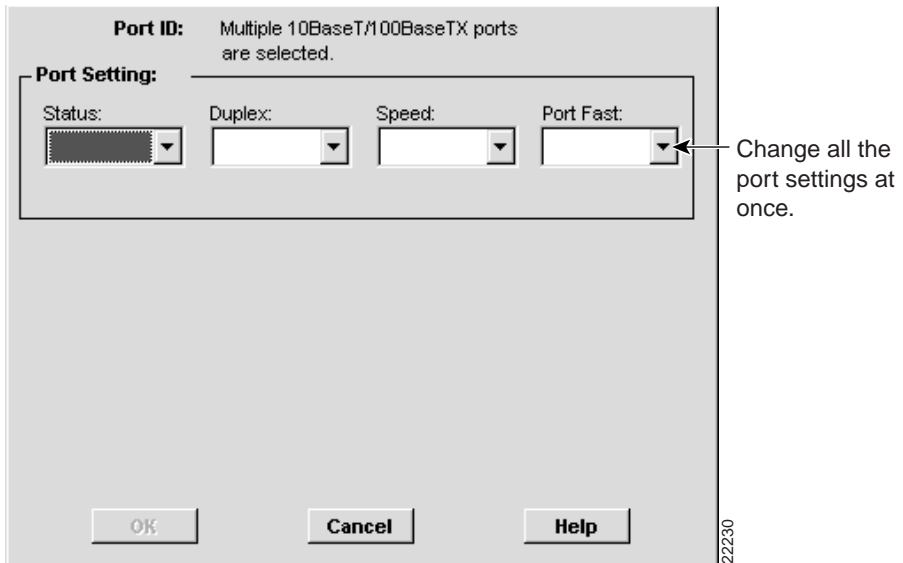 Port ID: Multiple 10BaseT/100BaseTX ports
are selected.
Port Setting:
Status: Duplex: Speed: Port Fast:
Change all the
port settings at
once.
OK Cancel Help
22230